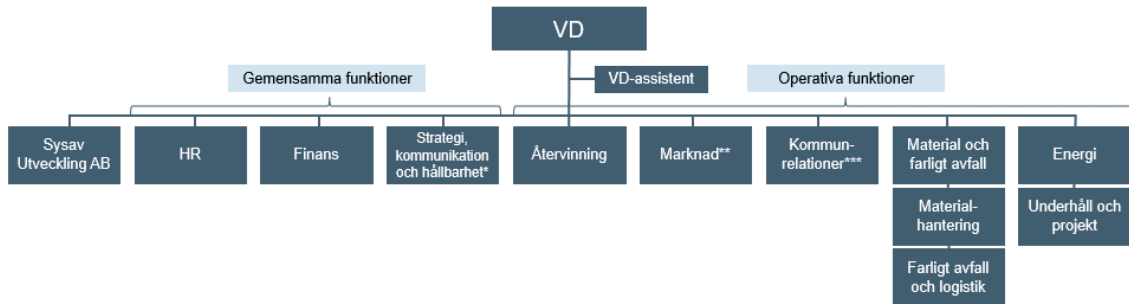 VD
Gemensamma funktioner
VD-assistent
Operativa funktioner
Sysav
Utveckling AB
HR
Finans
Strategi,
kommunikation
och hållbarhet*
Återvinning
Marknad**
Kommun-
relationer***
Material och
farligt avfall
Energi
Material-
hantering
Underhåll och
projekt
Farligt avfall
och logistik